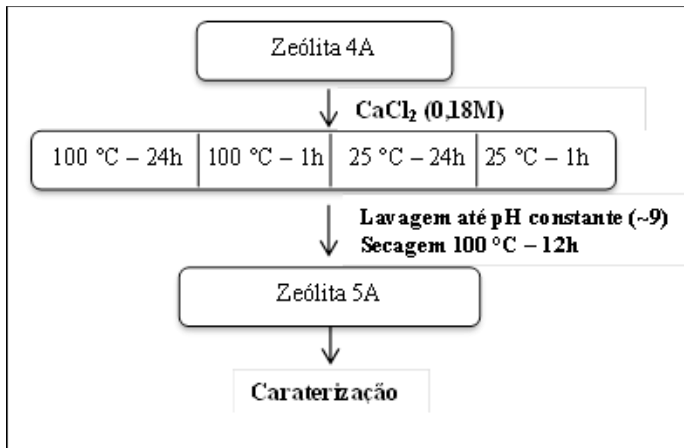 Zeólita 4A
CaCl₂ (0,18M)
100 °C – 24h 100 °C – 1h 25 °C – 24h 25 °C – 1h
Lavagem até pH constante (~9)
Secagem 100 °C – 12h
Zeólita 5A
Caraterização